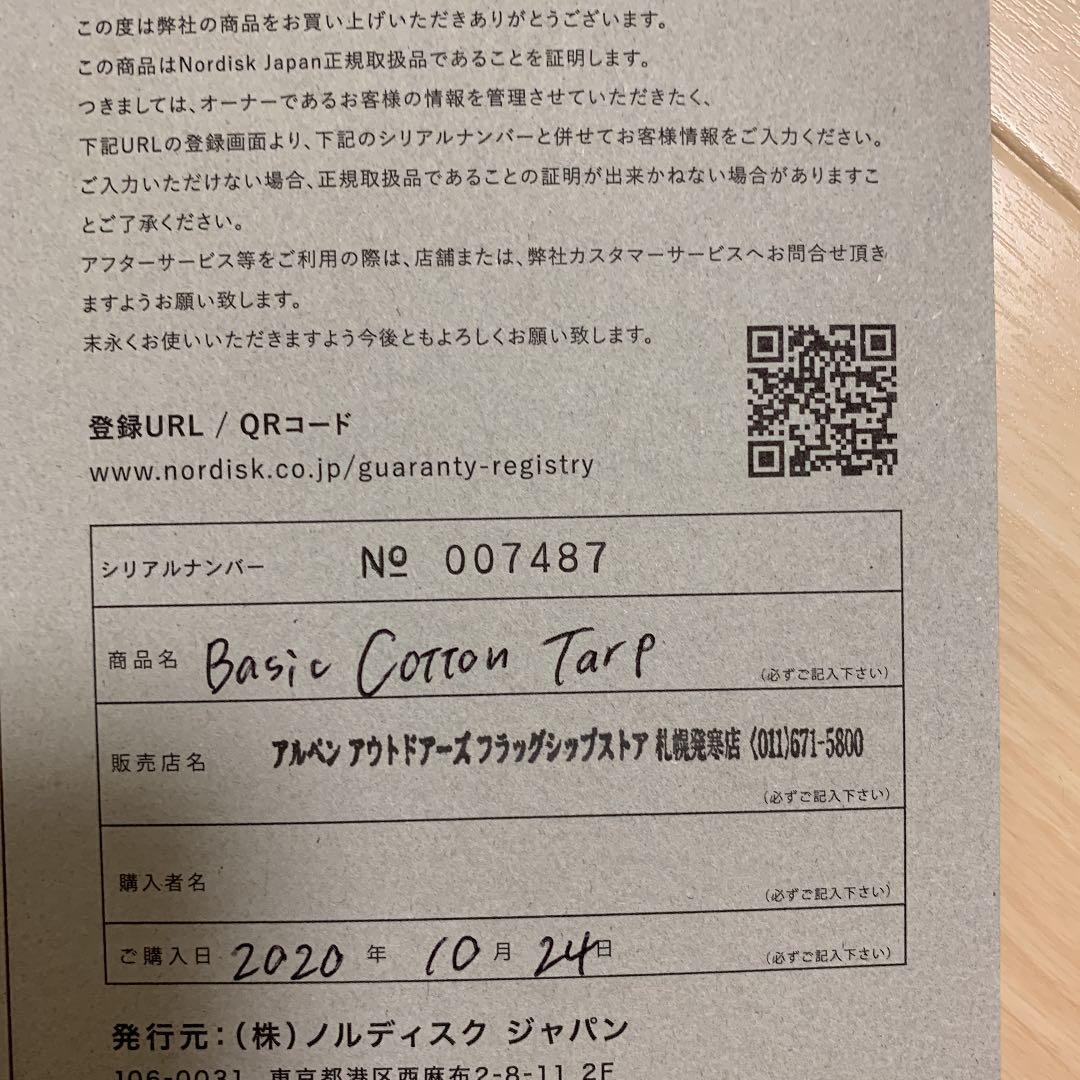 この度は弊社の商品をお買い上げいただきありがとうございます。
この商品はNordisk Japan正規取扱品であることを証明します。
つきましては、オーナーであるお客様の情報を管理させていただきたく、
下記URLの登録画面より、下記のシリアルナンバーと併せてお客様情報をご入力ください。
ご入力いただけない場合、正規取扱品であることの証明が出来かねない場合がありますこ
とご了承ください。
アフターサービス等をご利用の際は、店舗または、弊社カスタマーサービスへお問合せ頂き
ますようお願い致します。
末永くお使いいただきますよう今後ともよろしくお願い致します。
登録URL / QRコード
www.nordisk.co.jp/guaranty-registry
シリアルナンバー № 007487
商品名 Basic Cotton Tarp (必ずご記入下さい)
販売店名 アルペン アウトドアーズ フラッグシップストア 札幌発寒店 (011)671-5800
(必ずご記入下さい)
購入者名 (必ずご記入下さい)
ご購入日 2020 年 10 月 24日 (必ずご記入下さい)
発行元:(株)ノルディスク ジャパン
106-0031 東京都港区西麻布2-8-11 2F